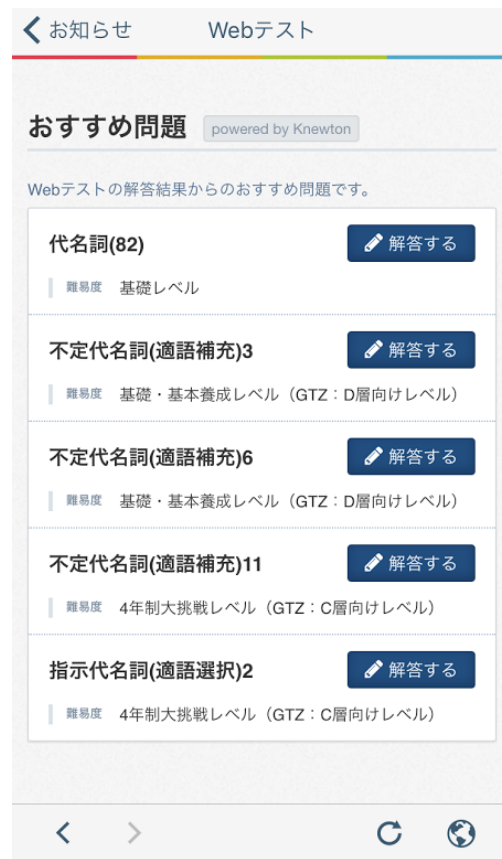 お知らせ
Webテスト
おすすめ問題 powered by Knewton
Webテストの解答結果からのおすすめ問題です。
代名詞(82) 解答する
難易度 基礎レベル
不定代名詞(適語補充)3 解答する
難易度 基礎・基本養成レベル（GTZ：D層向けレベル）
不定代名詞(適語補充)6 解答する
難易度 基礎・基本養成レベル（GTZ：D層向けレベル）
不定代名詞(適語補充)11 解答する
難易度 4年制大挑戦レベル（GTZ：C層向けレベル）
指示代名詞(適語選択)2 解答する
難易度 4年制大挑戦レベル（GTZ：C層向けレベル）